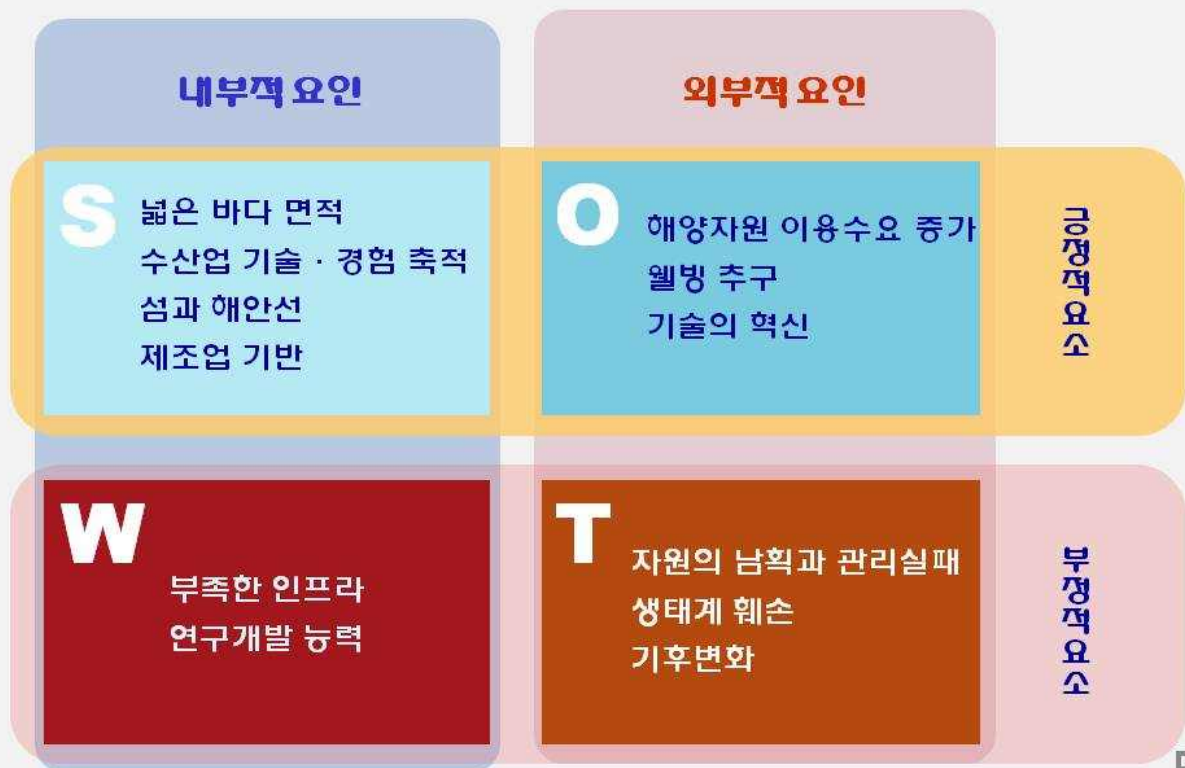 내부적 요인
외부적 요인
S
넓은 바다 면적
수산업 기술 · 경험 축적
섬과 해안선
제조업 기반
O
해양자원 이용수요 증가
웰빙 추구
기술의 혁신
긍정적요소
W
부족한 인프라
연구개발 능력
T
자원의 남획과 관리실패
생태계 훼손
기후변화
부정적요소